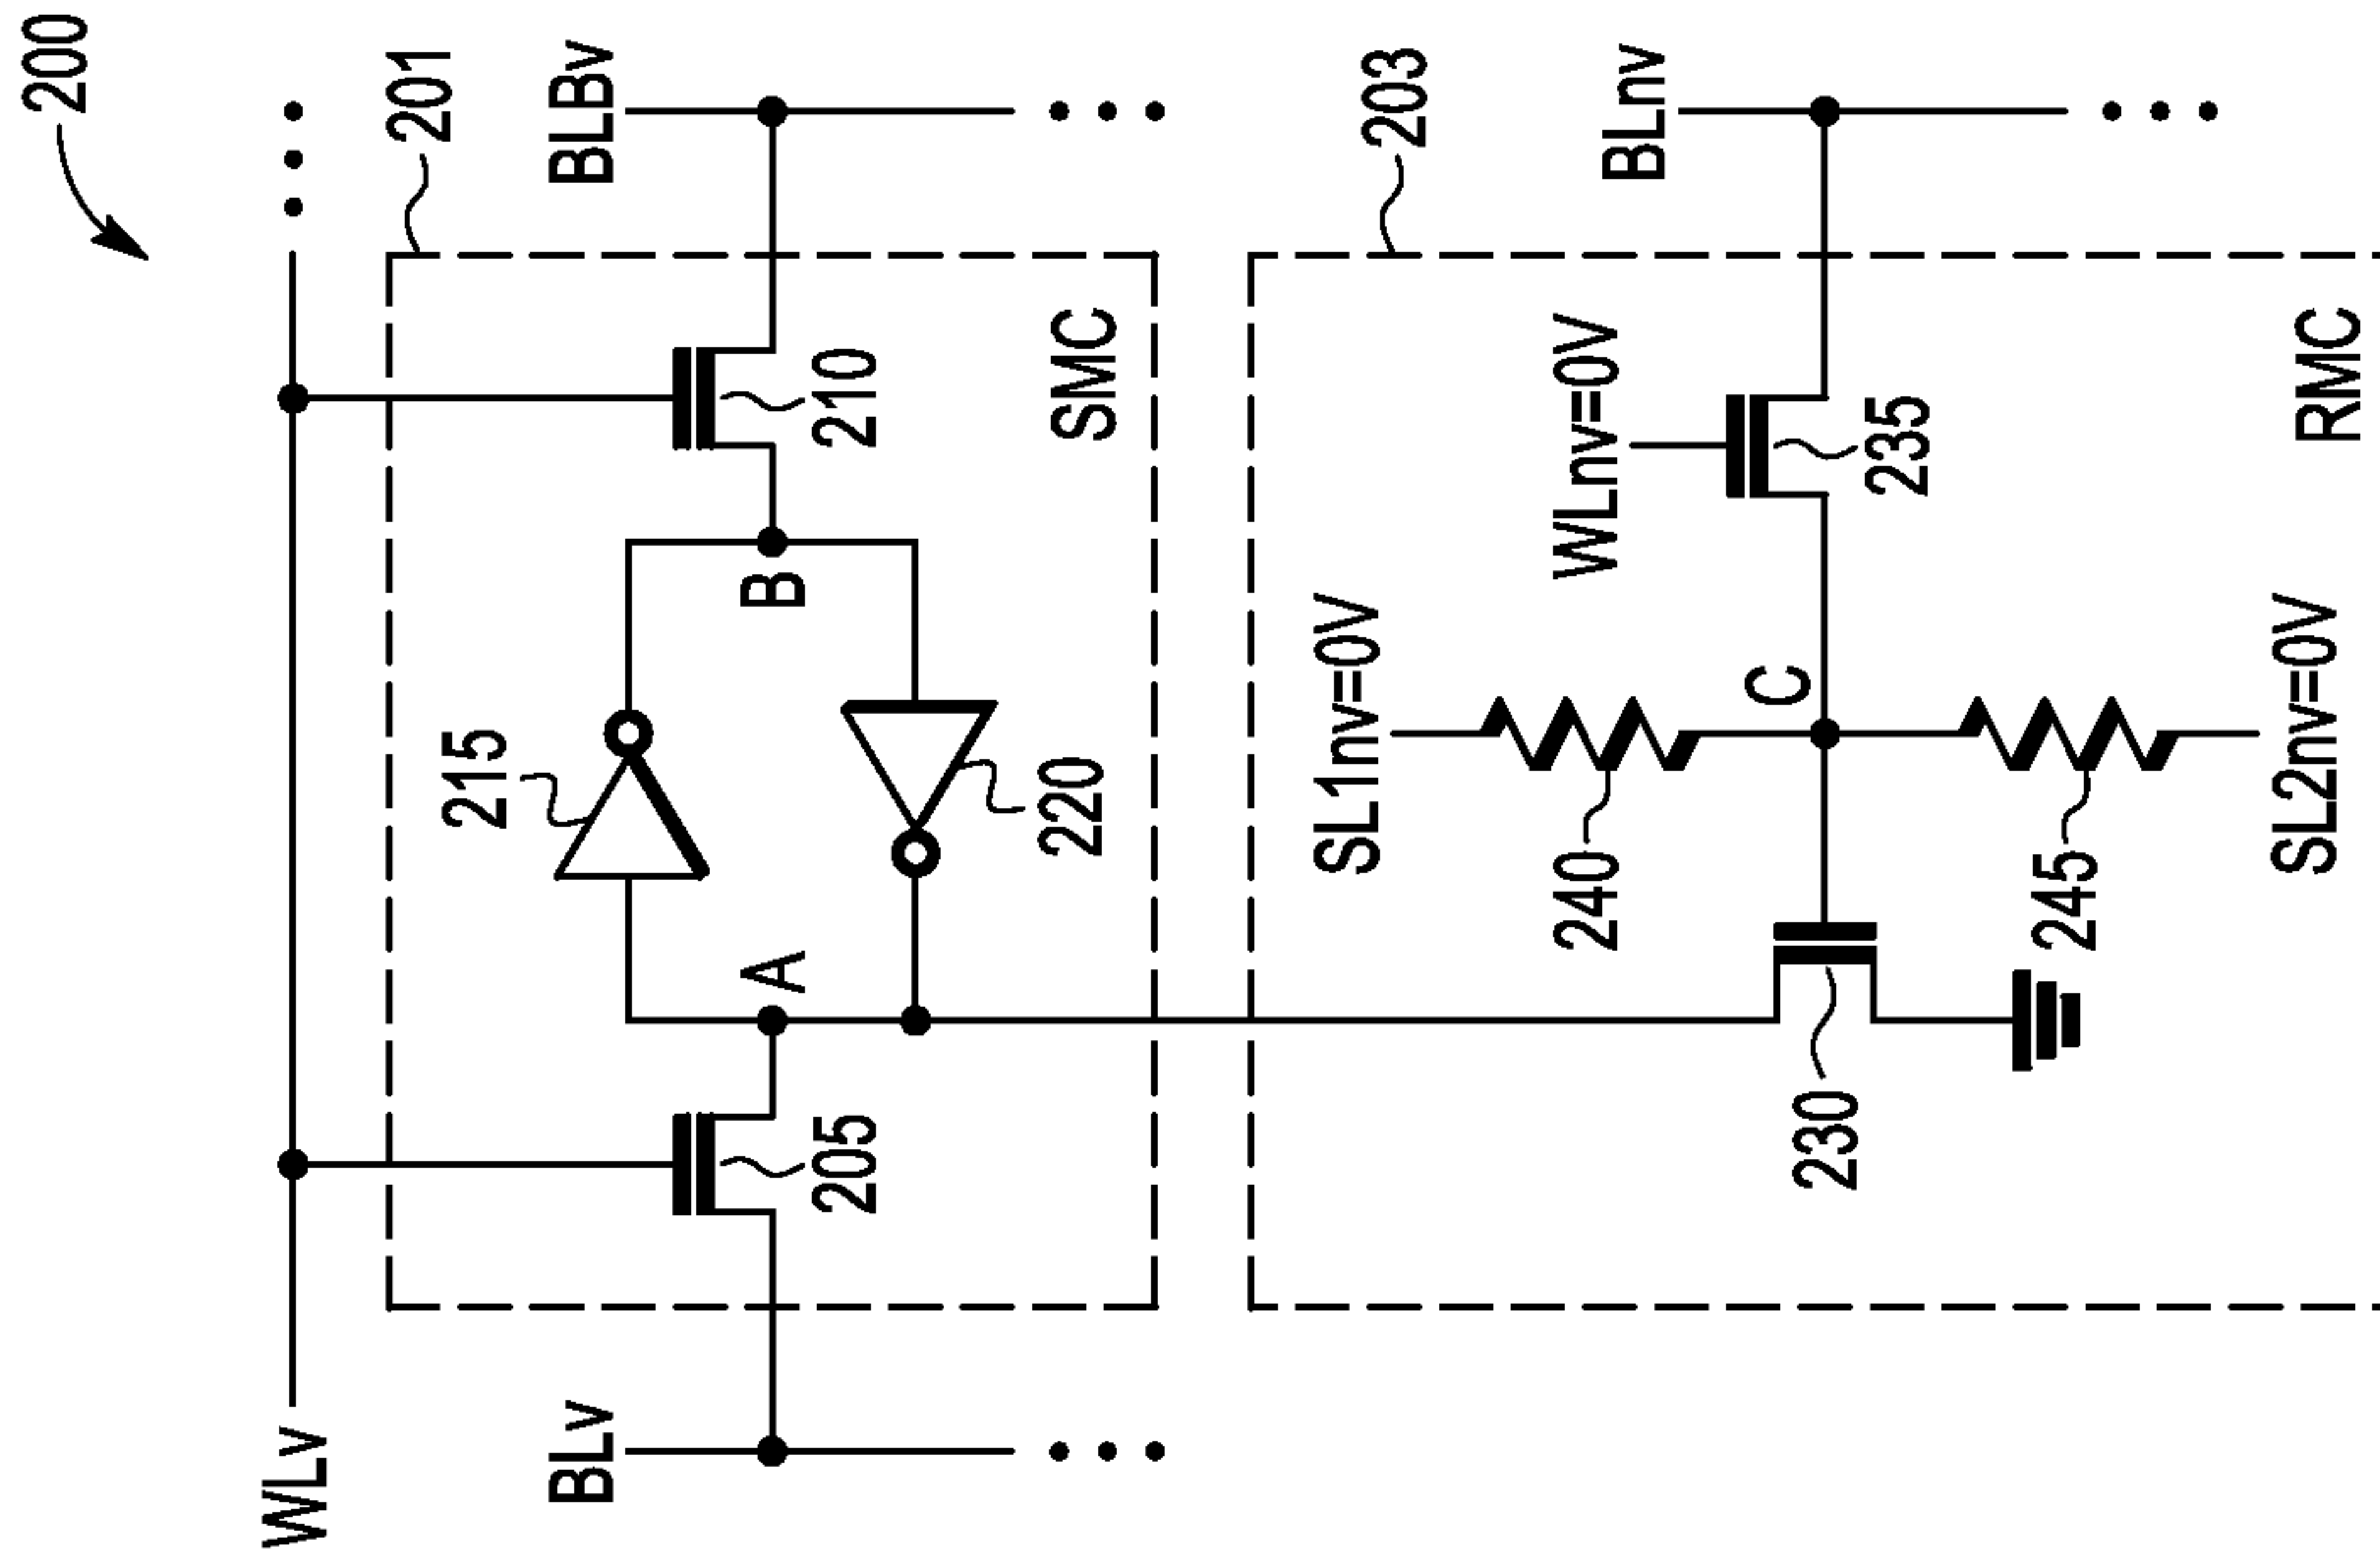 200
201
BLBv
203
BLnv
210
SMC
WLnv=0V
235
RMC
B
215
220
SL1nv=0V
C
SL2nv=0V
240
245
A
205
230
WLv
BLv